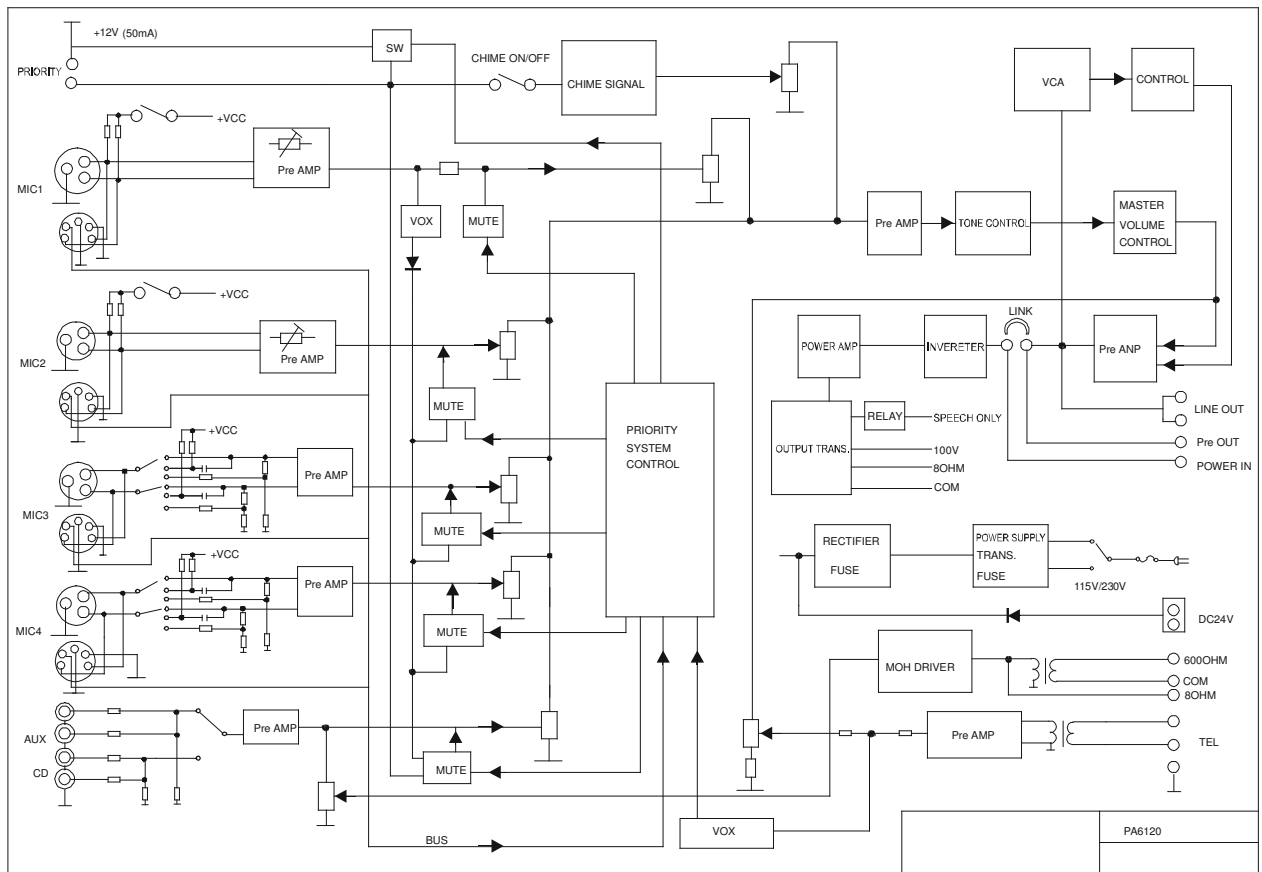 +12V (50mA)
SW
PRIORITY
CHIME ON/OFF
CHIME SIGNAL
VCA
CONTROL
+VCC
Pre AMP
MIC1
VOX
MUTE
Pre AMP
TONE CONTROL
MASTER
VOLUME
CONTROL
+VCC
MIC2
Pre AMP
MUTE
LINK
POWER AMP
INVERETER
Pre ANP
LINE OUT
Pre OUT
POWER IN
OUTPUT TRANS.
RELAY
SPEECH ONLY
100V
8OHM
COM
PRIORITY
SYSTEM
CONTROL
+VCC
MIC3
Pre AMP
MUTE
RECTIFIER
FUSE
POWER SUPPLY
TRANS.
FUSE
115V/230V
DC24V
+VCC
MIC4
Pre AMP
MUTE
MOH DRIVER
600OHM
COM
8OHM
AUX
CD
Pre AMP
MUTE
Pre AMP
TEL
BUS
VOX
PA6120